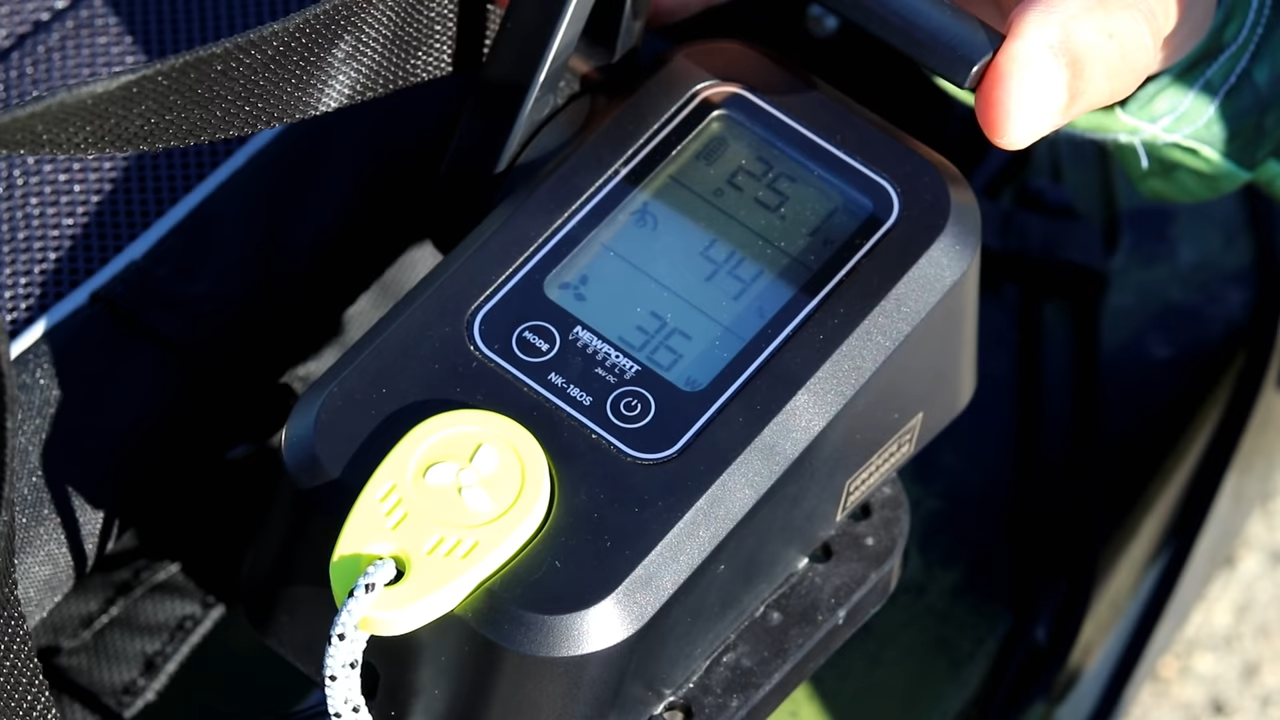 25.1 V
44 %
36 W
MODE
NEWPORT
VESSELS
24V DC
NK-180S